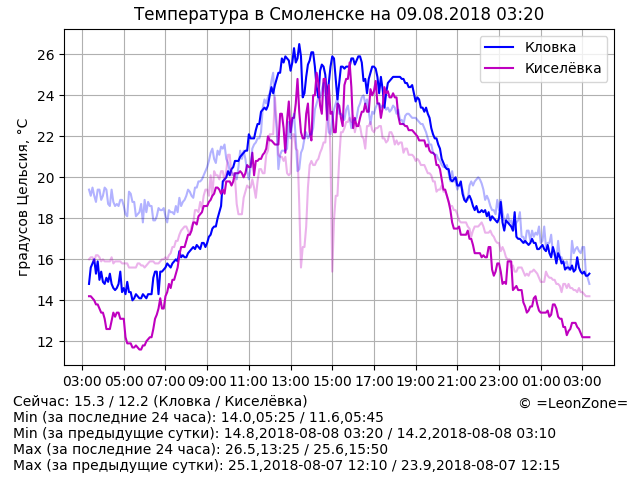 Температура в Смоленске на 09.08.2018 03:20
Кловка
Киселёвка
градусов Цельсия, °C
26
24
22
20
18
16
14
12
03:00 05:00 07:00 09:00 11:00 13:00 15:00 17:00 19:00 21:00 23:00 01:00 03:00
Сейчас: 15.3 / 12.2 (Кловка / Киселёвка)
© =LeonZone=
Min (за последние 24 часа): 14.0,05:25 / 11.6,05:45
Min (за предыдущие сутки): 14.8,2018-08-08 03:20 / 14.2,2018-08-08 03:10
Max (за последние 24 часа): 26.5,13:25 / 25.6,15:50
Max (за предыдущие сутки): 25.1,2018-08-07 12:10 / 23.9,2018-08-07 12:15